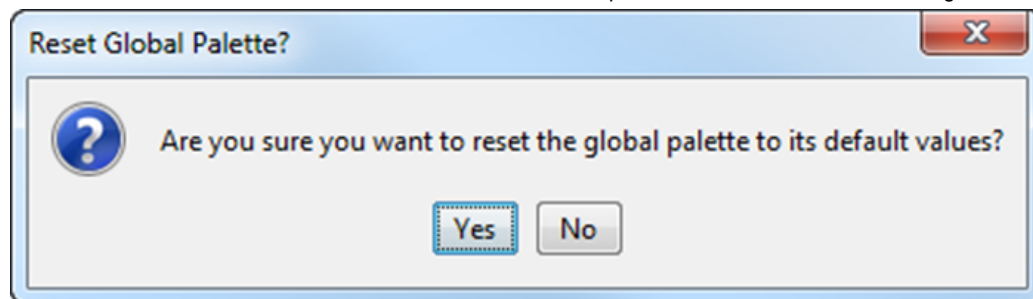 Reset Global Palette?
Are you sure you want to reset the global palette to its default values?
Yes No